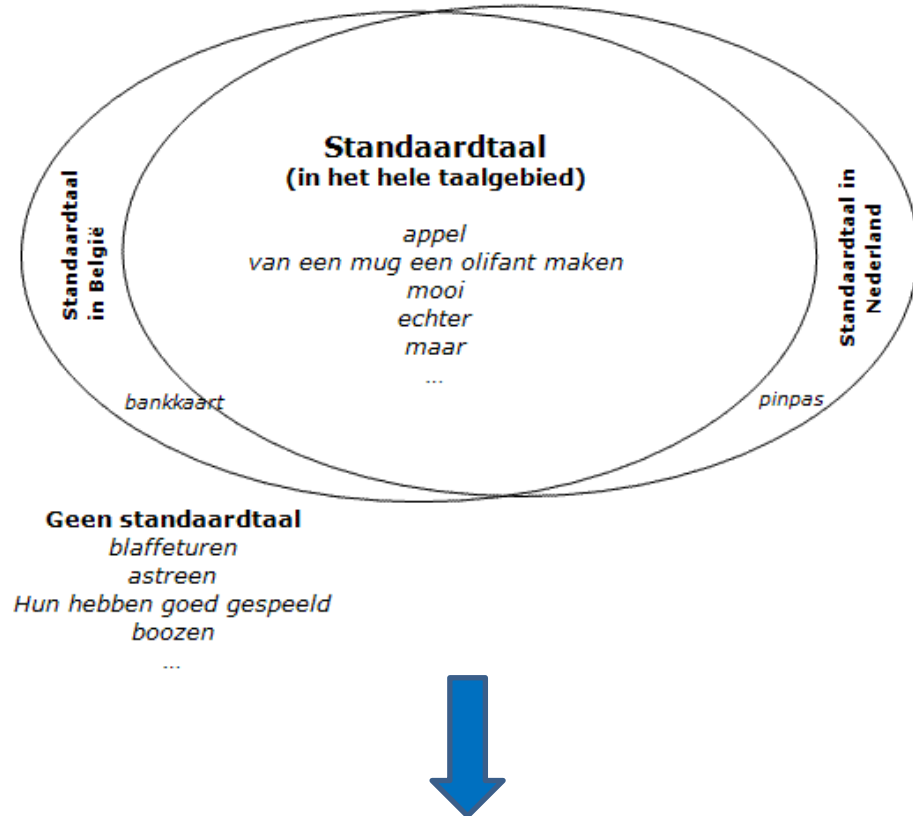 Standaardtaal
(in het hele taalgebied)
appel
van een mug een olifant maken
mooi
echter
maar
...
Standaardtaal
in België
bankkaart
Standaardtaal in
Nederland
pinpas
Geen standaardtaal
blaffeturen
astreen
Hun hebben goed gespeeld
boozen
...